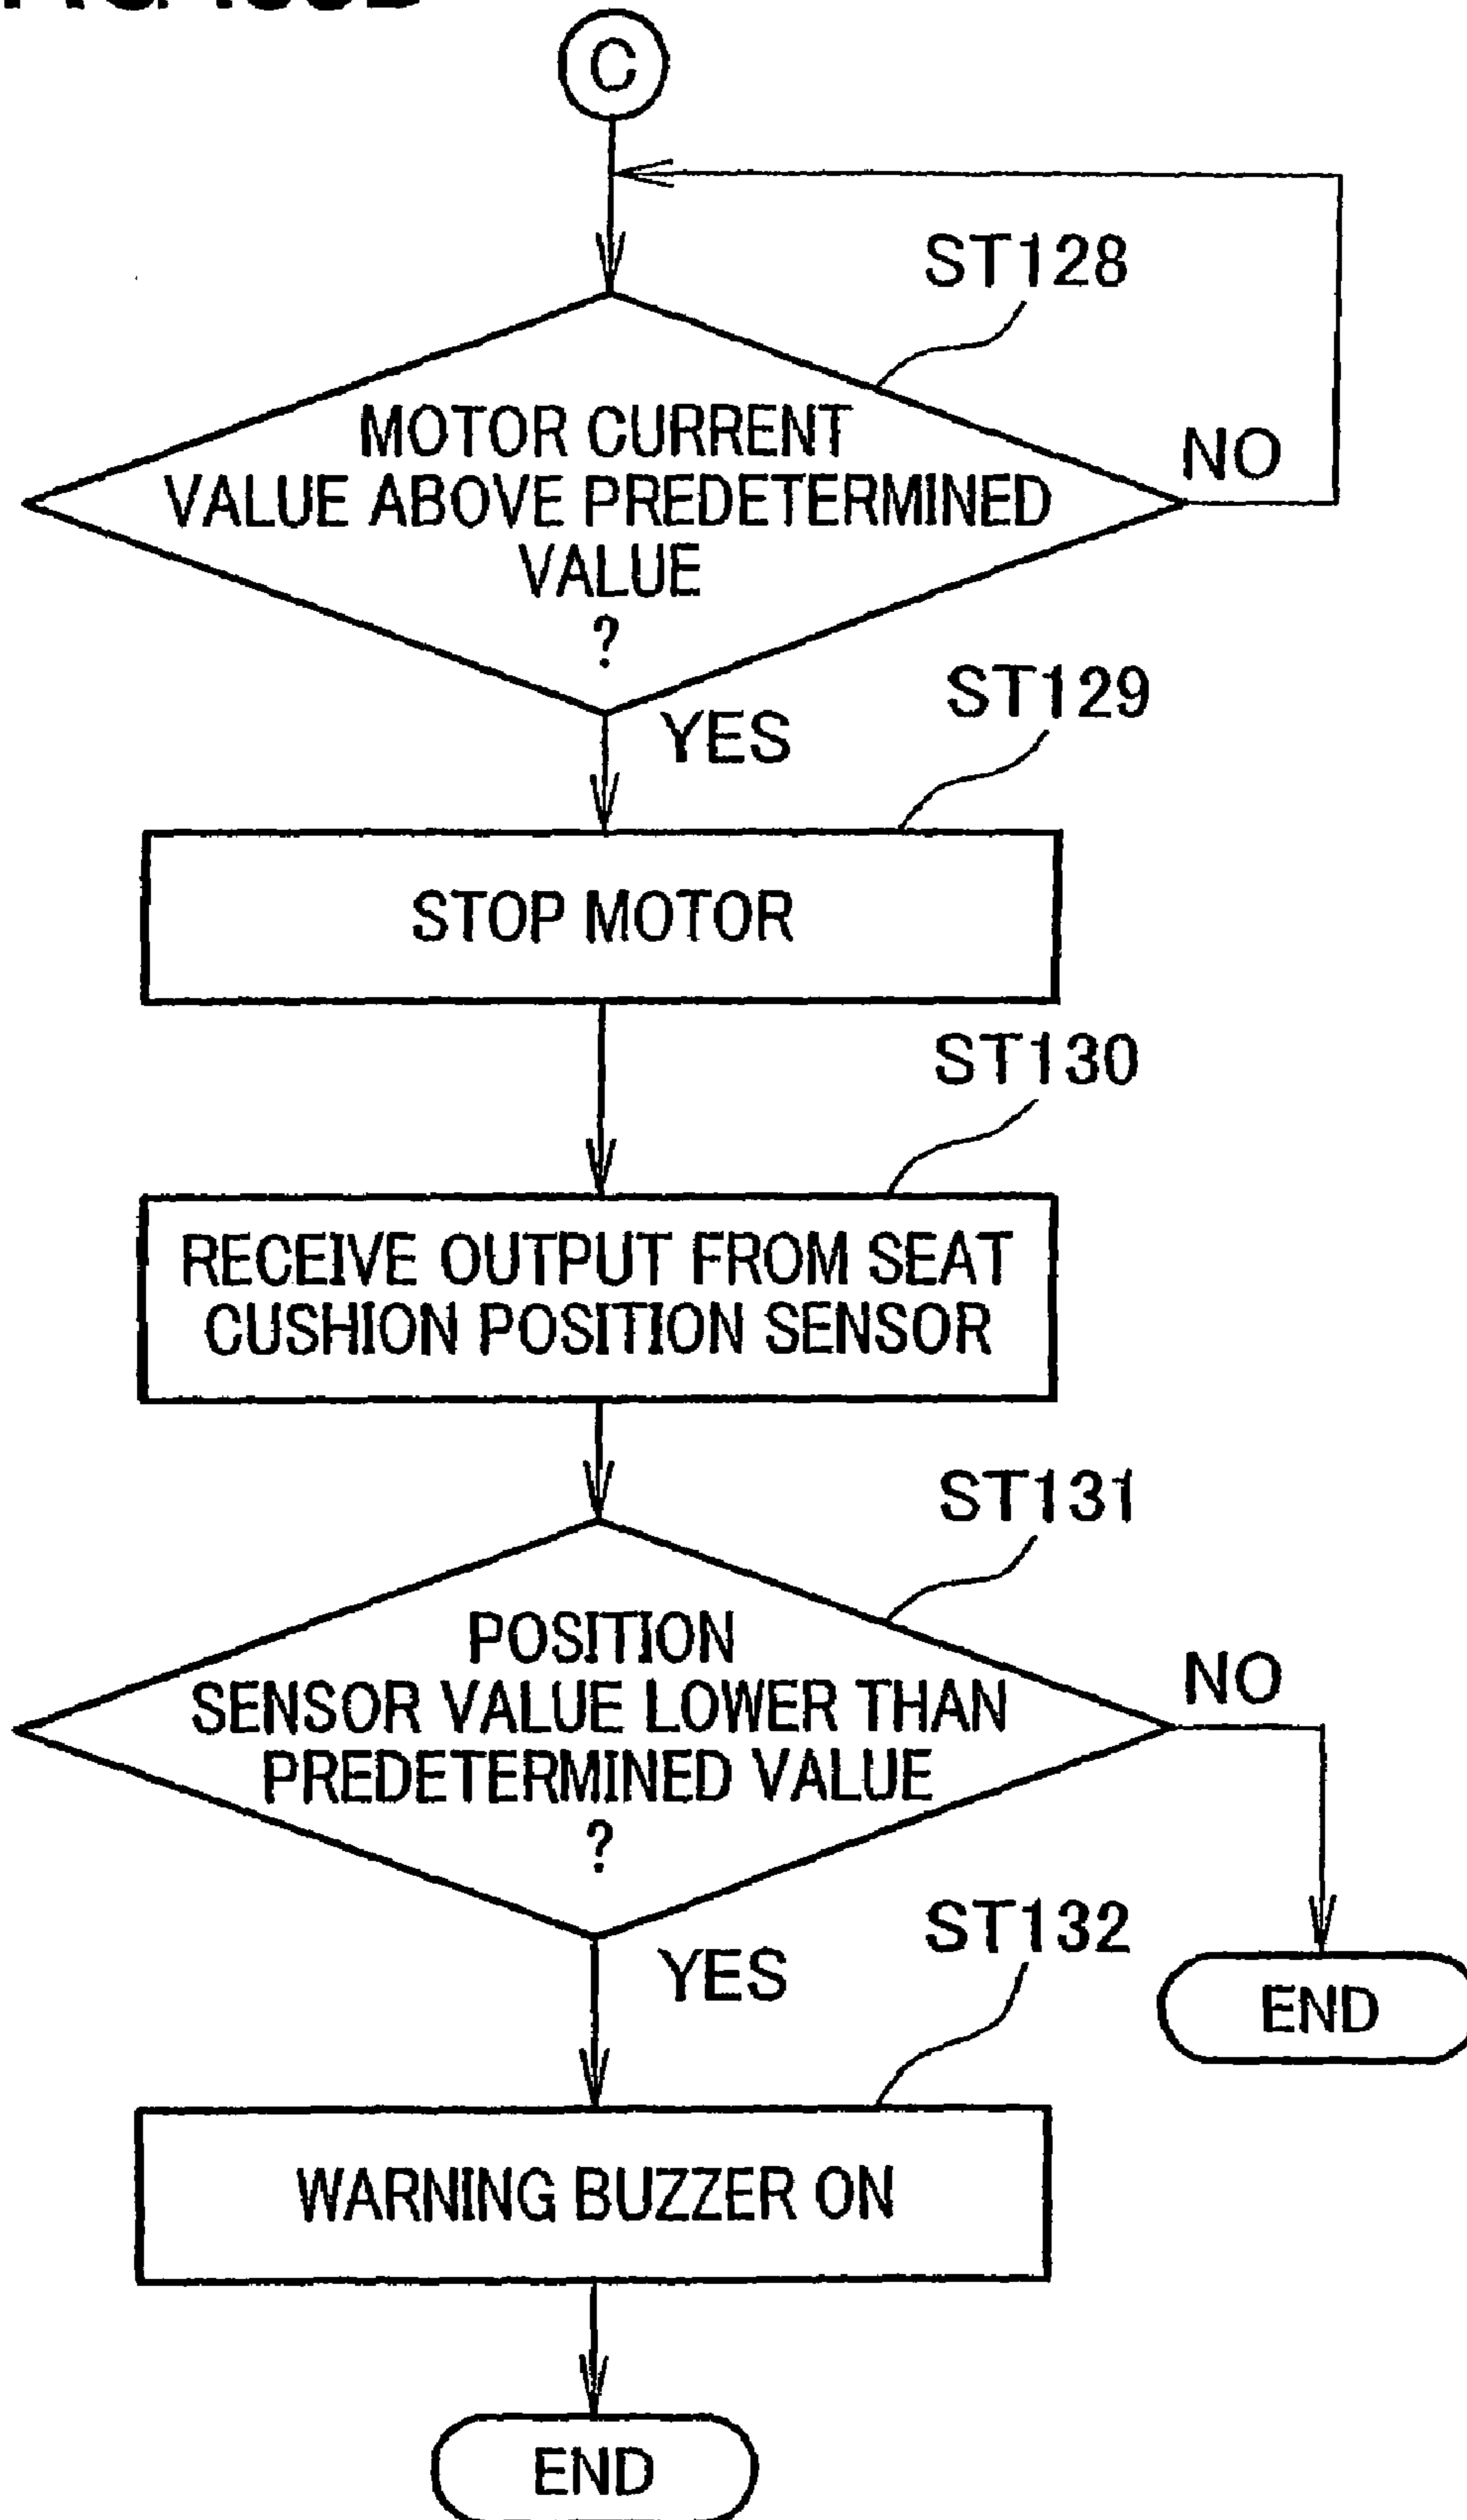 C
ST128
MOTOR CURRENT
VALUE ABOVE PREDETERMINED
VALUE
?
NO
YES
ST129
STOP MOTOR
ST130
RECEIVE OUTPUT FROM SEAT
CUSHION POSITION SENSOR
ST131
POSITION
SENSOR VALUE LOWER THAN
PREDETERMINED VALUE
?
NO
YES
ST132
END
WARNING BUZZER ON
END